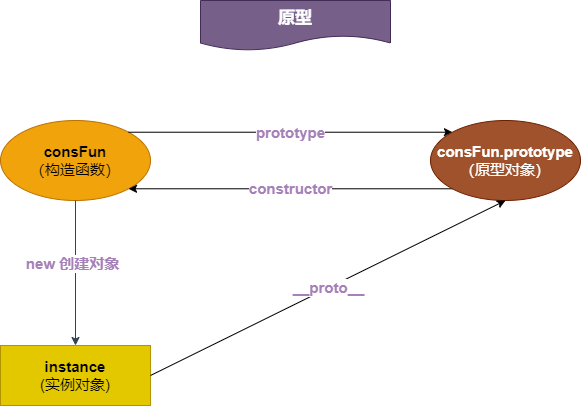 原型
prototype
consFun
(构造函数)
consFun.prototype
(原型对象)
constructor
new 创建对象
__proto__
instance
(实例对象)